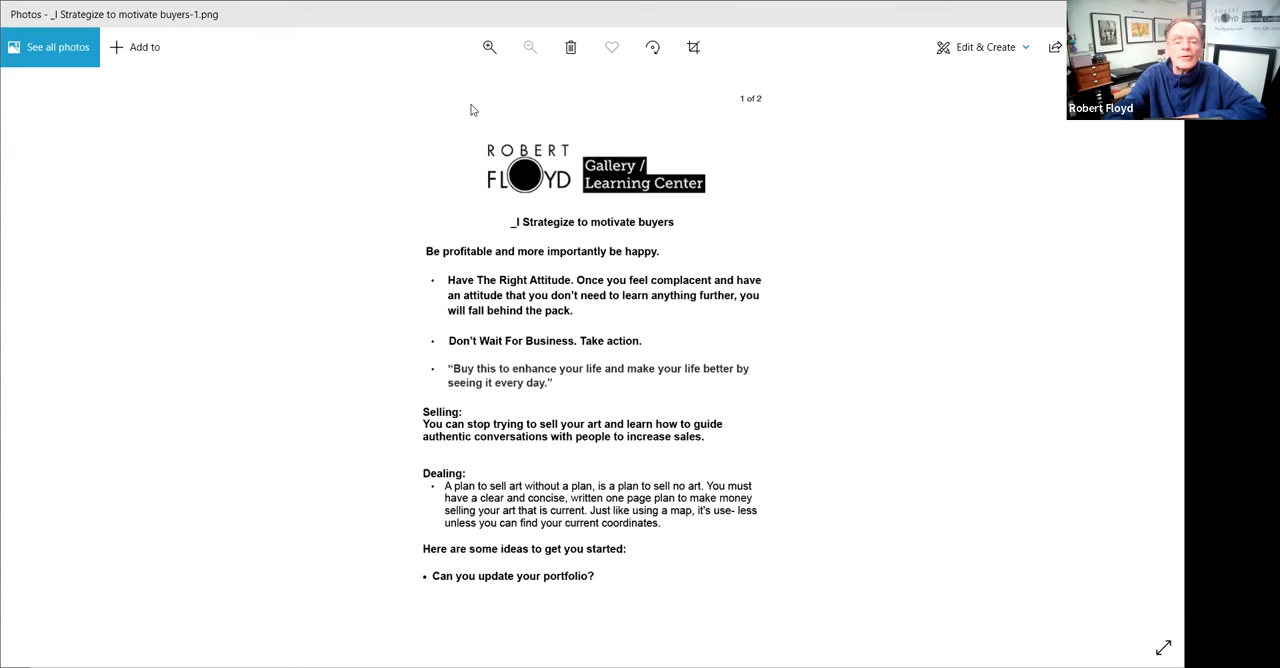 Photos - _I Strategize to motivate buyers-1.png
See all photos
Add to
Edit & Create
Robert Floyd
1 of 2
ROBERT
FLOYD
Gallery /
Learning Center
_I Strategize to motivate buyers
Be profitable and more importantly be happy.
• Have The Right Attitude. Once you feel complacent and have
an attitude that you don't need to learn anything further, you
will fall behind the pack.
• Don't Wait For Business. Take action.
• “Buy this to enhance your life and make your life better by
seeing it every day.”
Selling:
You can stop trying to sell your art and learn how to guide
authentic conversations with people to increase sales.
Dealing:
• A plan to sell art without a plan, is a plan to sell no art. You must
have a clear and concise, written one page plan to make money
selling your art that is current. Just like using a map, it's use- less
unless you can find your current coordinates.
Here are some ideas to get you started:
• Can you update your portfolio?